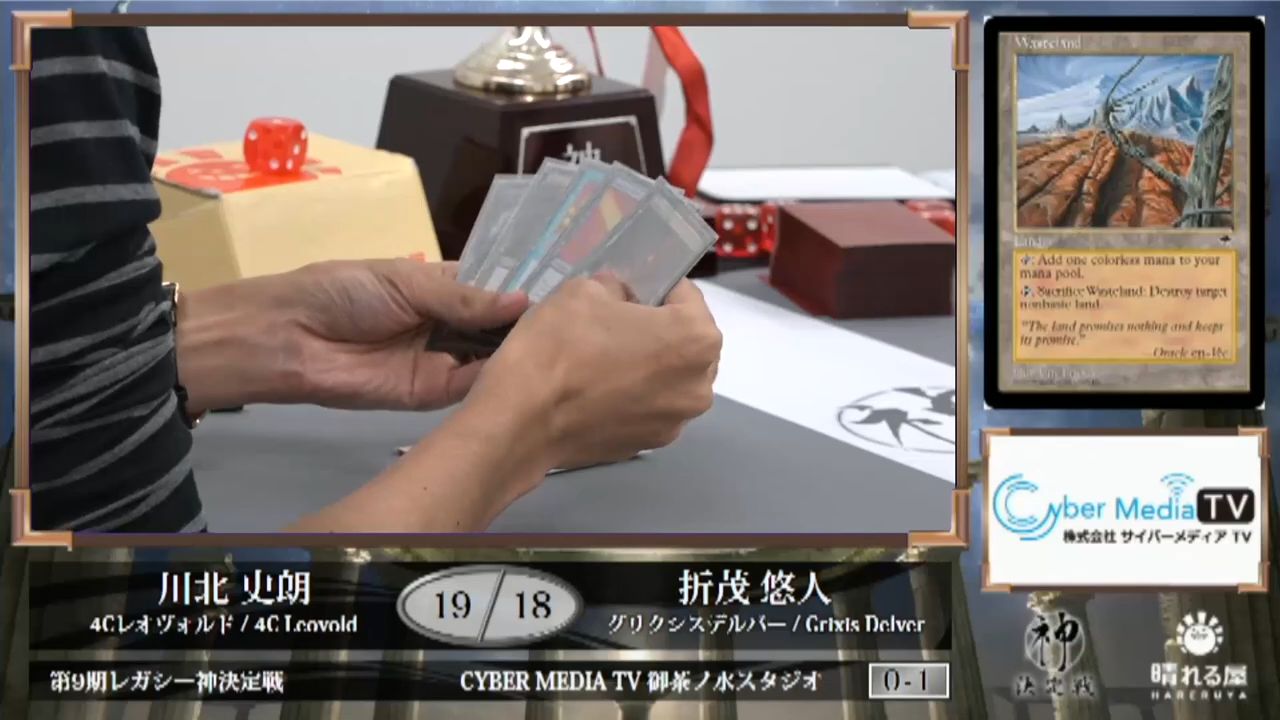 神
Wasteland
Land
: Add one colorless mana to your
mana pool.
, Sacrifice Wasteland: Destroy target
nonbasic land.
"The land promises nothing and keeps
its promise."
—Oracle en-Vec
Cyber Media TV
株式会社 サイバーメディア TV
川北 史朗
4Cレオヴォルド / 4C Leovold
19 / 18
折茂 悠人
グリクシスデルバー / Grixis Delver
第9期レガシー神決定戦
CYBER MEDIA TV 御茶ノ水スタジオ
0-1
神
決定戦
晴れる屋
HARERUYA